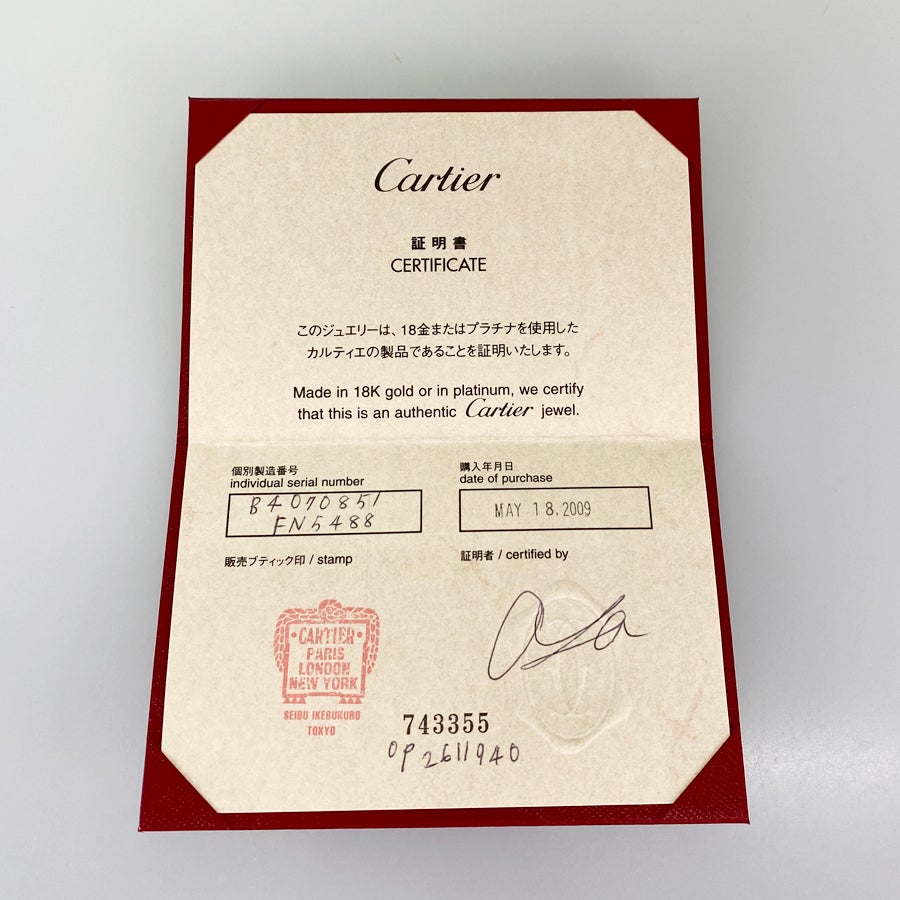 Cartier
証明書
CERTIFICATE
このジュエリーは、18金またはプラチナを使用した
カルティエの製品であることを証明いたします。
Made in 18K gold or in platinum, we certify
that this is an authentic Cartier jewel.
個別製造番号
individual serial number
B4070851
FN5488
購入年月日
date of purchase
MAY 18.2009
販売ブティック印 / stamp
証明者 / certified by
CARTIER
PARIS
LONDON
NEW YORK
SEIBU IKEBUKURO
TOKYO
743355
OP2611940